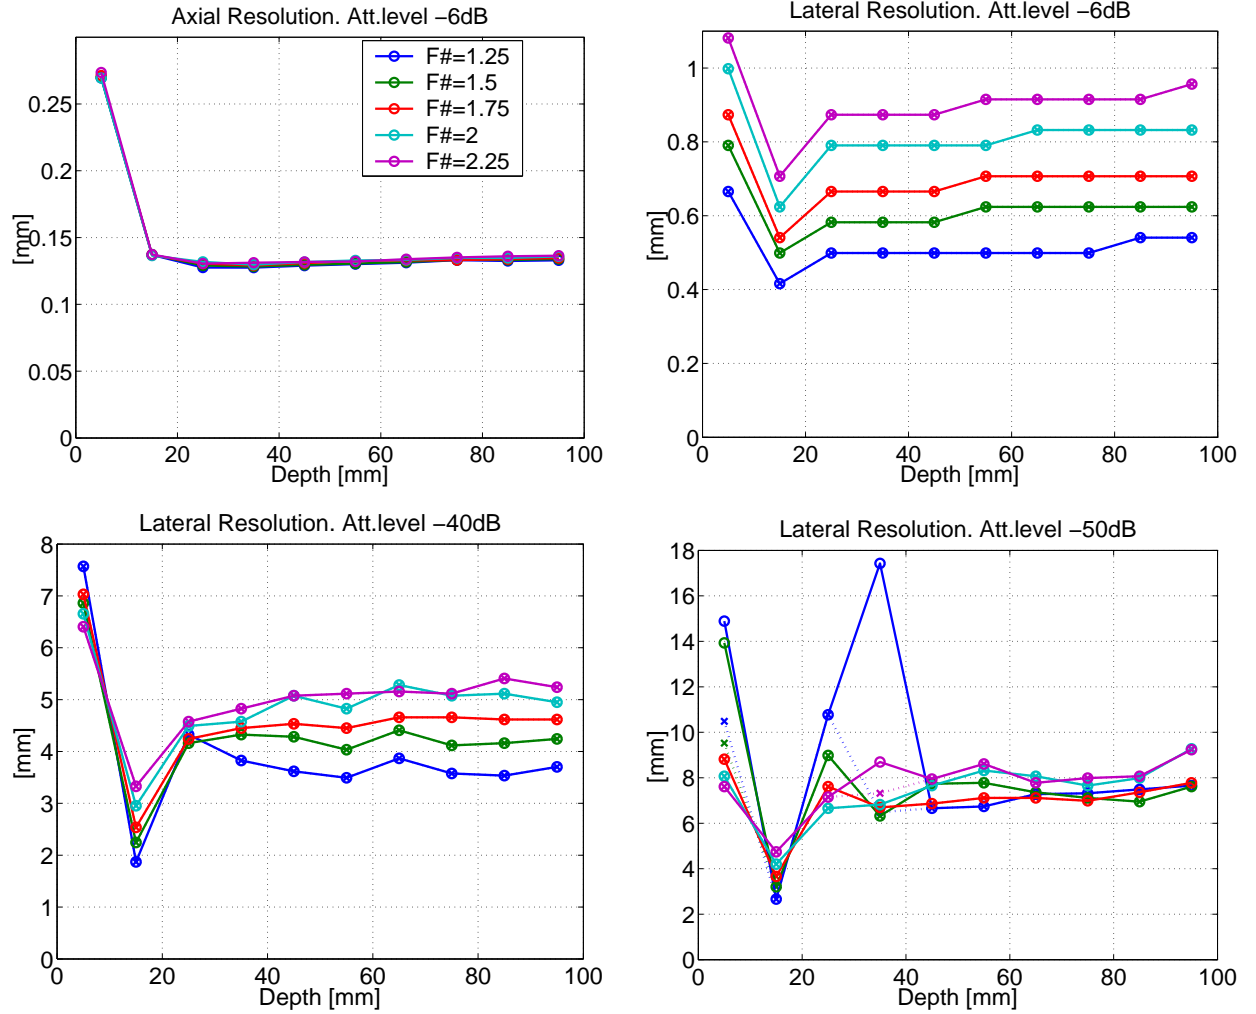 Axial Resolution. Att.level −6dB
[mm]
0.25
0.2
0.15
0.1
0.05
0
0 20 40 60 80 100
Depth [mm]
F#=1.25
F#=1.5
F#=1.75
F#=2
F#=2.25
Lateral Resolution. Att.level −6dB
[mm]
1
0.8
0.6
0.4
0.2
0
0 20 40 60 80 100
Depth [mm]
Lateral Resolution. Att.level −40dB
[mm]
8
7
6
5
4
3
2
1
0
0 20 40 60 80 100
Depth [mm]
Lateral Resolution. Att.level −50dB
[mm]
18
16
14
12
10
8
6
4
2
0
0 20 40 60 80 100
Depth [mm]